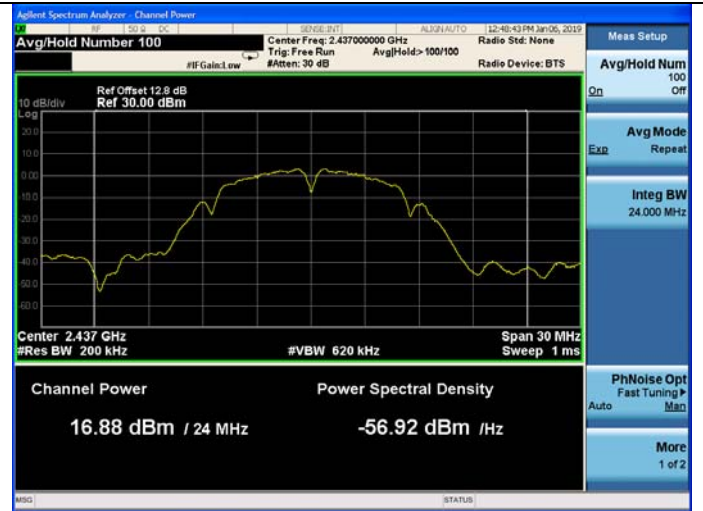 Agilent Spectrum Analyzer - Channel Power
RF 50 Ω DC SENSE:INT ALIGN AUTO 12:48:43 PM Jan 06, 2019
Avg/Hold Number 100
Center Freq: 2.437000000 GHz
Radio Std: None
Trig: Free Run Avg|Hold:> 100/100
#IFGain:Low #Atten: 30 dB Radio Device: BTS
Ref Offset 12.8 dB
10 dB/div Ref 30.00 dBm
Log
20.0
10.0
0.00
-10.0
-20.0
-30.0
-40.0
-50.0
-60.0
Center 2.437 GHz Span 30 MHz
#Res BW 200 kHz #VBW 620 kHz Sweep 1 ms
Channel Power Power Spectral Density
16.88 dBm / 24 MHz -56.92 dBm /Hz
MSG STATUS
Meas Setup
Avg/Hold Num
100
On Off
Avg Mode
Exp Repeat
Integ BW
24.000 MHz
PhNoise Opt
Fast Tuning▶
Auto Man
More
1 of 2